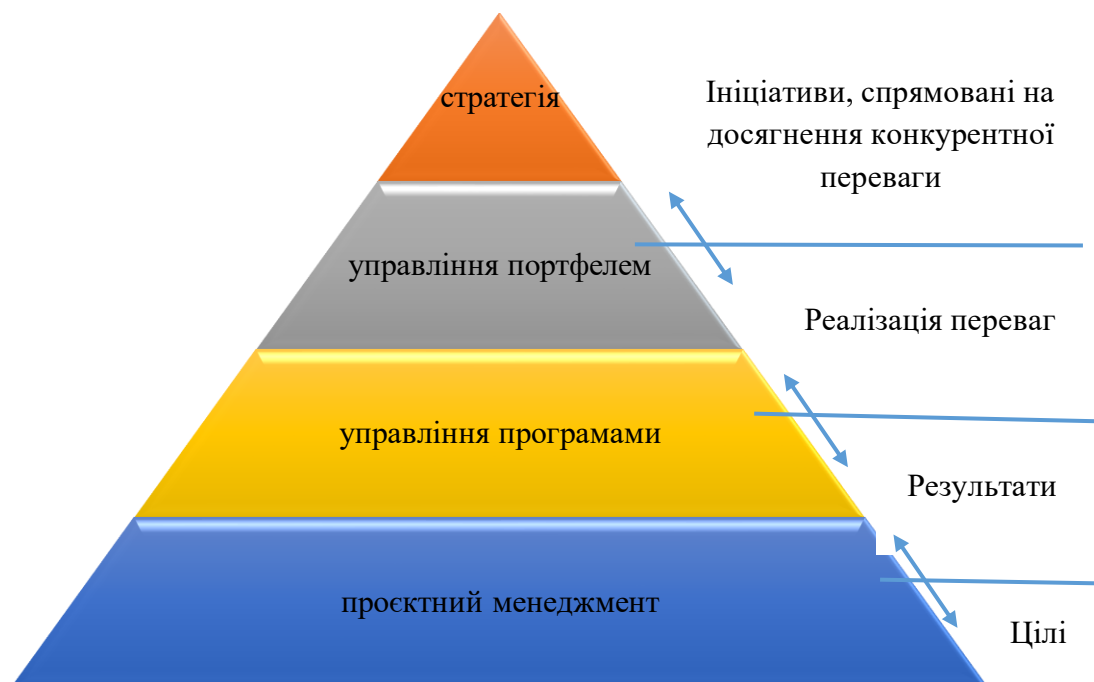 стратегія
Ініціативи, спрямовані на
досягнення конкурентної
переваги
управління портфелем
Реалізація переваг
управління програмами
Результати
проєктний менеджмент
Цілі